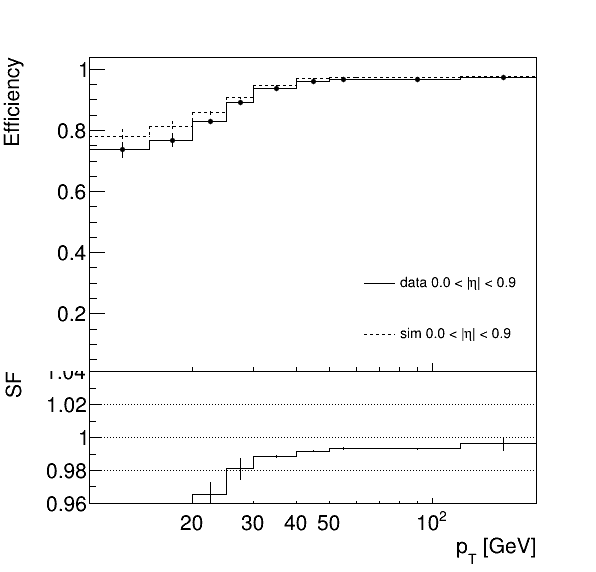 Efficiency
1
0.8
0.6
0.4
0.2
data 0.0 < |η| < 0.9
sim 0.0 < |η| < 0.9
SF
1.04
1.02
1
0.98
0.96
20 30 40 50 10²
p_T [GeV]